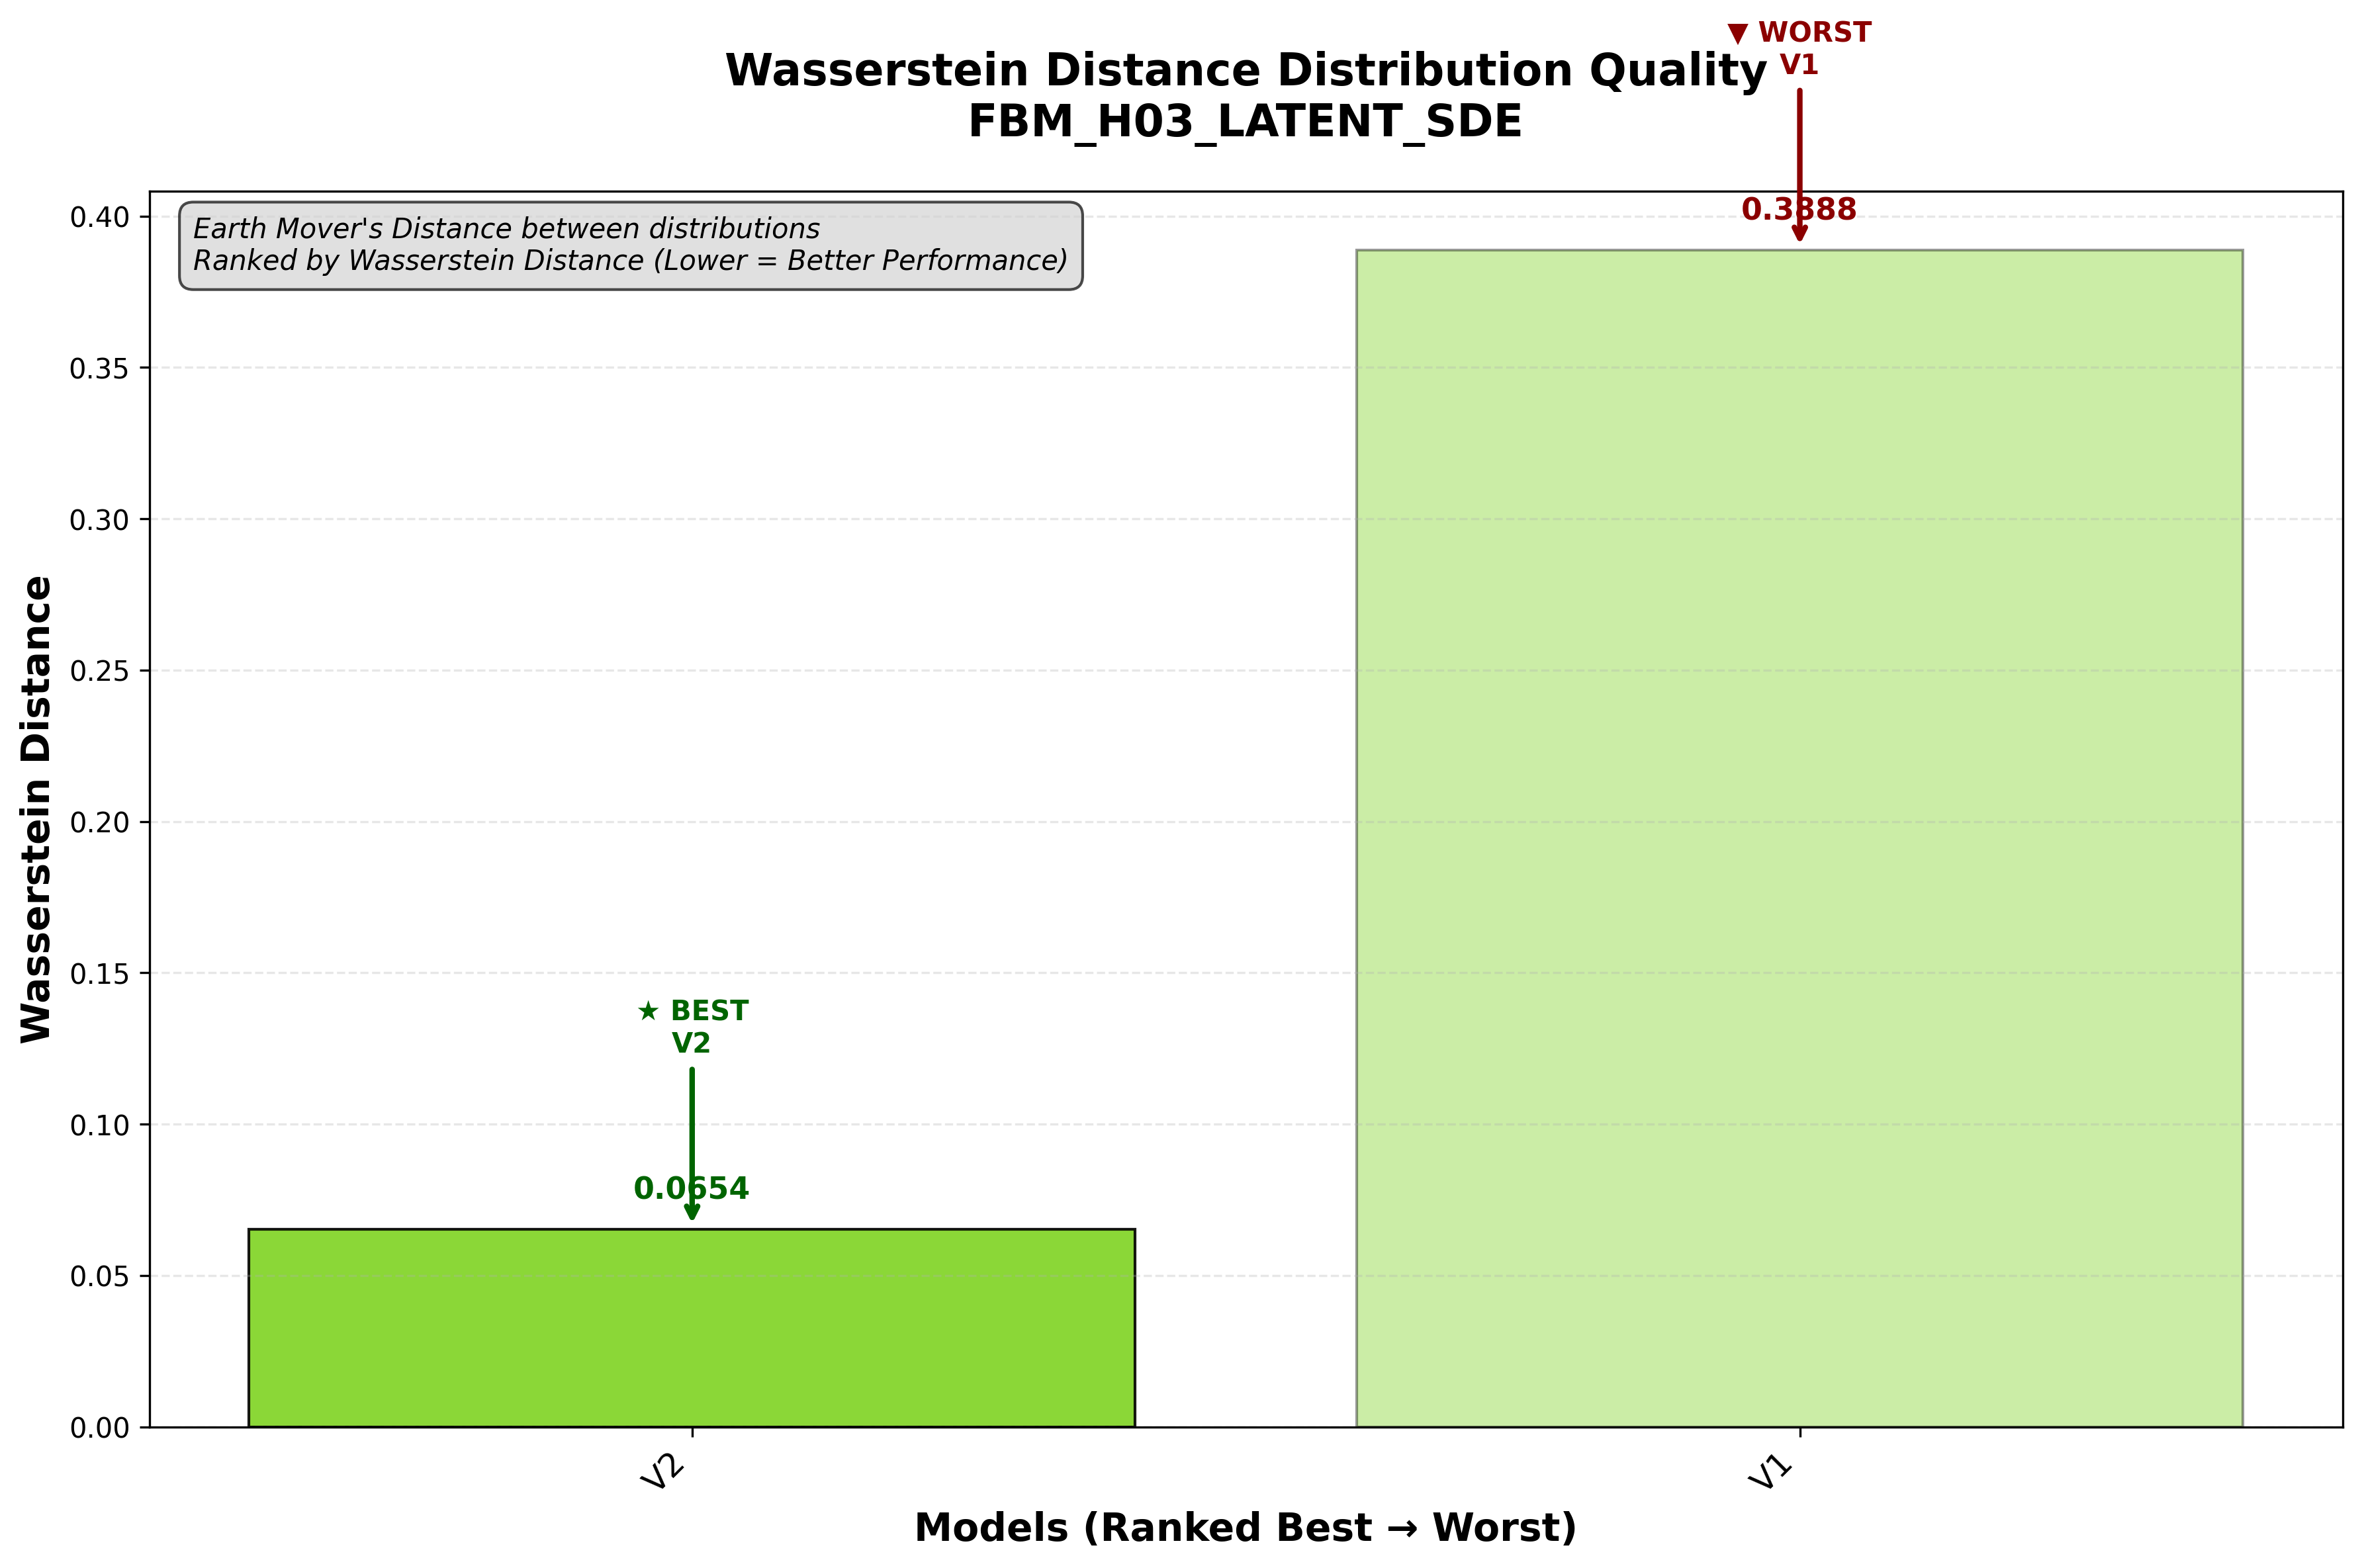 ▼ WORST
V1
Wasserstein Distance Distribution Quality
FBM_H03_LATENT_SDE
Earth Mover's Distance between distributions
Ranked by Wasserstein Distance (Lower = Better Performance)
0.3888
0.40
0.35
0.30
0.25
0.20
0.15
0.10
0.05
0.00
Wasserstein Distance
★ BEST
V2
0.0654
V2
V1
Models (Ranked Best → Worst)